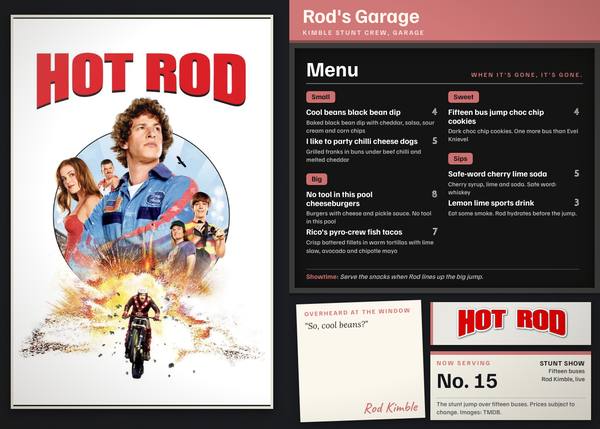 HOT ROD
Rod's Garage
KIMBLE STUNT CREW, GARAGE
Menu
WHEN IT'S GONE, IT'S GONE.
Small
Cool beans black bean dip 4
Baked black bean dip with cheddar, salsa, sour
cream and corn chips
I like to party chilli cheese dogs 5
Grilled franks in buns under beef chilli and
melted cheddar
Big
No tool in this pool
cheeseburgers 8
Burgers with cheese and pickle sauce. No tool
in this pool
Rico's pyro-crew fish tacos 7
Crisp battered fillets in warm tortillas with lime
slaw, avocado and chipotle mayo
Sweet
Fifteen bus jump choc chip
cookies 4
Dark choc chip cookies. One more bus than Evel
Knievel
Sips
Safe-word cherry lime soda 5
Cherry syrup, lime and soda. Safe word:
whiskey
Lemon lime sports drink 3
Eat some smoke. Rod hydrates before the jump.
Showtime: Serve the snacks when Rod lines up the big jump.
OVERHEARD AT THE WINDOW
"So, cool beans?"
Rod Kimble
HOT ROD
NOW SERVING
No. 15
STUNT SHOW
Fifteen buses
Rod Kimble, live
The stunt jump over fifteen buses. Prices subject to
change. Images: TMDB.